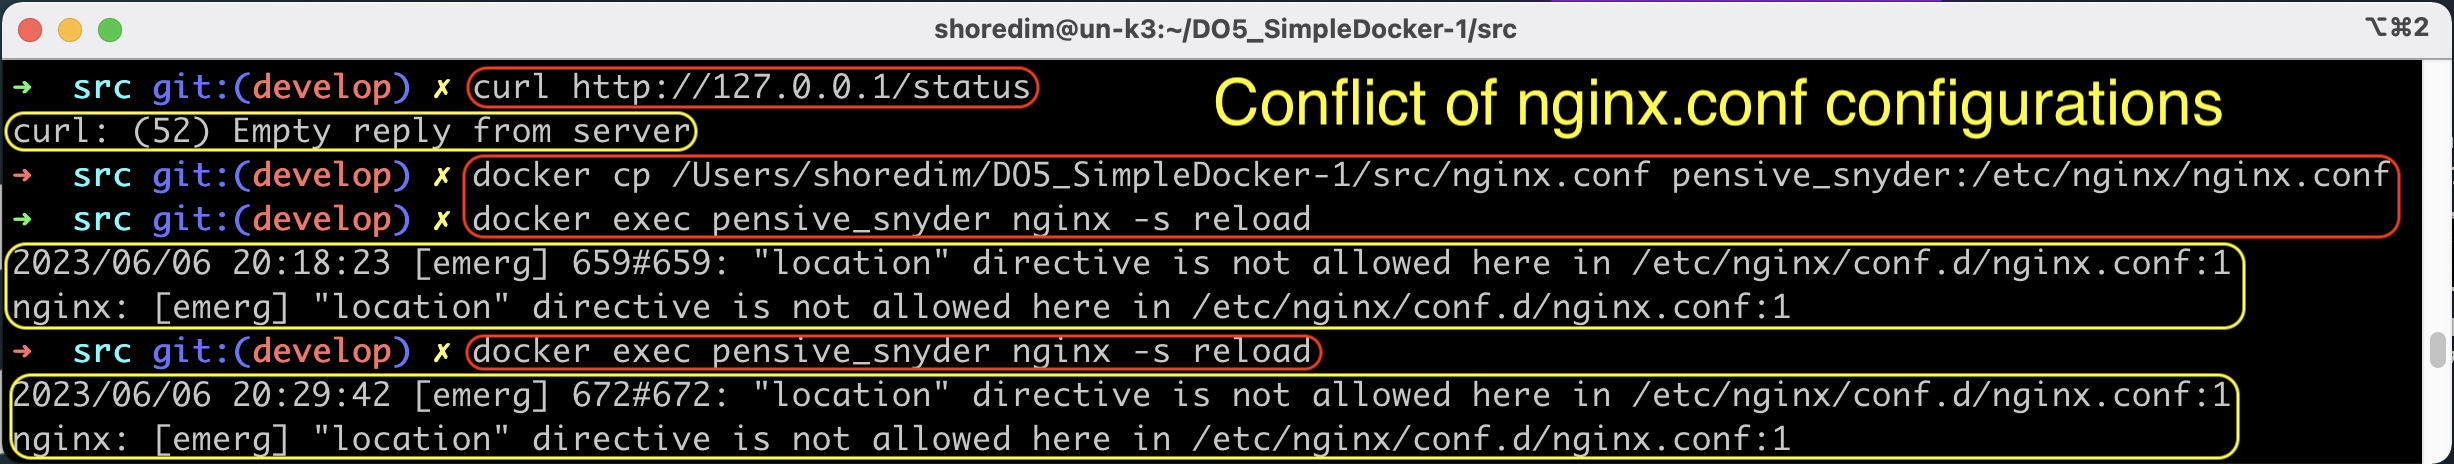 shoredim@un-k3:~/DO5_SimpleDocker-1/src
⌥⌘2
➜ src git:(develop) ✗ curl http://127.0.0.1/status
Conflict of nginx.conf configurations
curl: (52) Empty reply from server
➜ src git:(develop) ✗ docker cp /Users/shoredim/DO5_SimpleDocker-1/src/nginx.conf pensive_snyder:/etc/nginx/nginx.conf
➜ src git:(develop) ✗ docker exec pensive_snyder nginx -s reload
2023/06/06 20:18:23 [emerg] 659#659: "location" directive is not allowed here in /etc/nginx/conf.d/nginx.conf:1
nginx: [emerg] "location" directive is not allowed here in /etc/nginx/conf.d/nginx.conf:1
➜ src git:(develop) ✗ docker exec pensive_snyder nginx -s reload
2023/06/06 20:29:42 [emerg] 672#672: "location" directive is not allowed here in /etc/nginx/conf.d/nginx.conf:1
nginx: [emerg] "location" directive is not allowed here in /etc/nginx/conf.d/nginx.conf:1